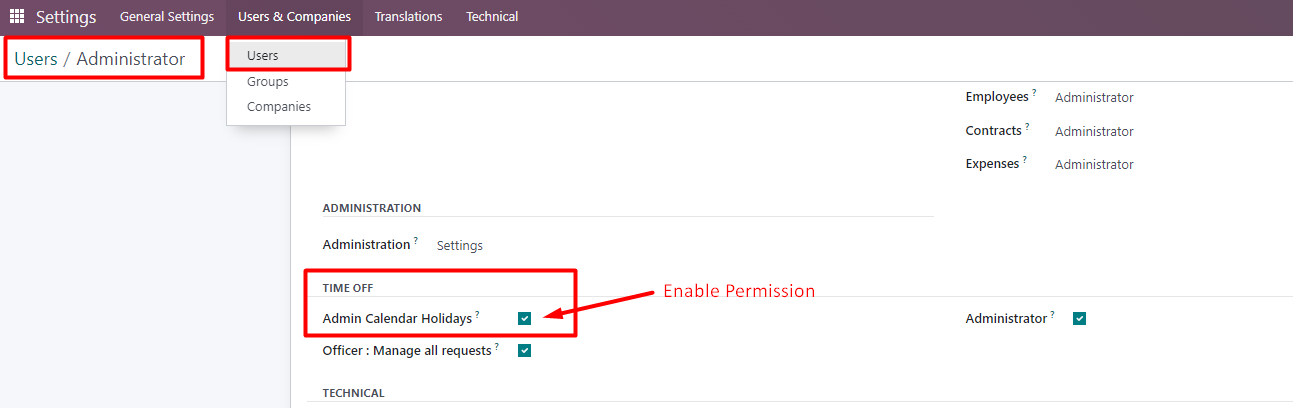 Settings General Settings Users & Companies Translations Technical
Users / Administrator
Users
Groups
Companies
Employees ? Administrator
Contracts ? Administrator
Expenses ? Administrator
ADMINISTRATION
Administration ? Settings
TIME OFF
Enable Permission
Admin Calendar Holidays ? Administrator ?
Officer : Manage all requests ?
TECHNICAL